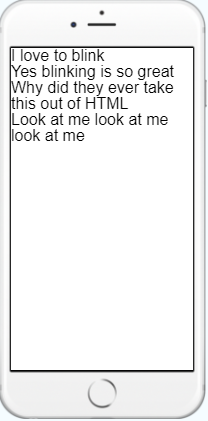 I love to blink
Yes blinking is so great
Why did they ever take
this out of HTML
Look at me look at me
look at me